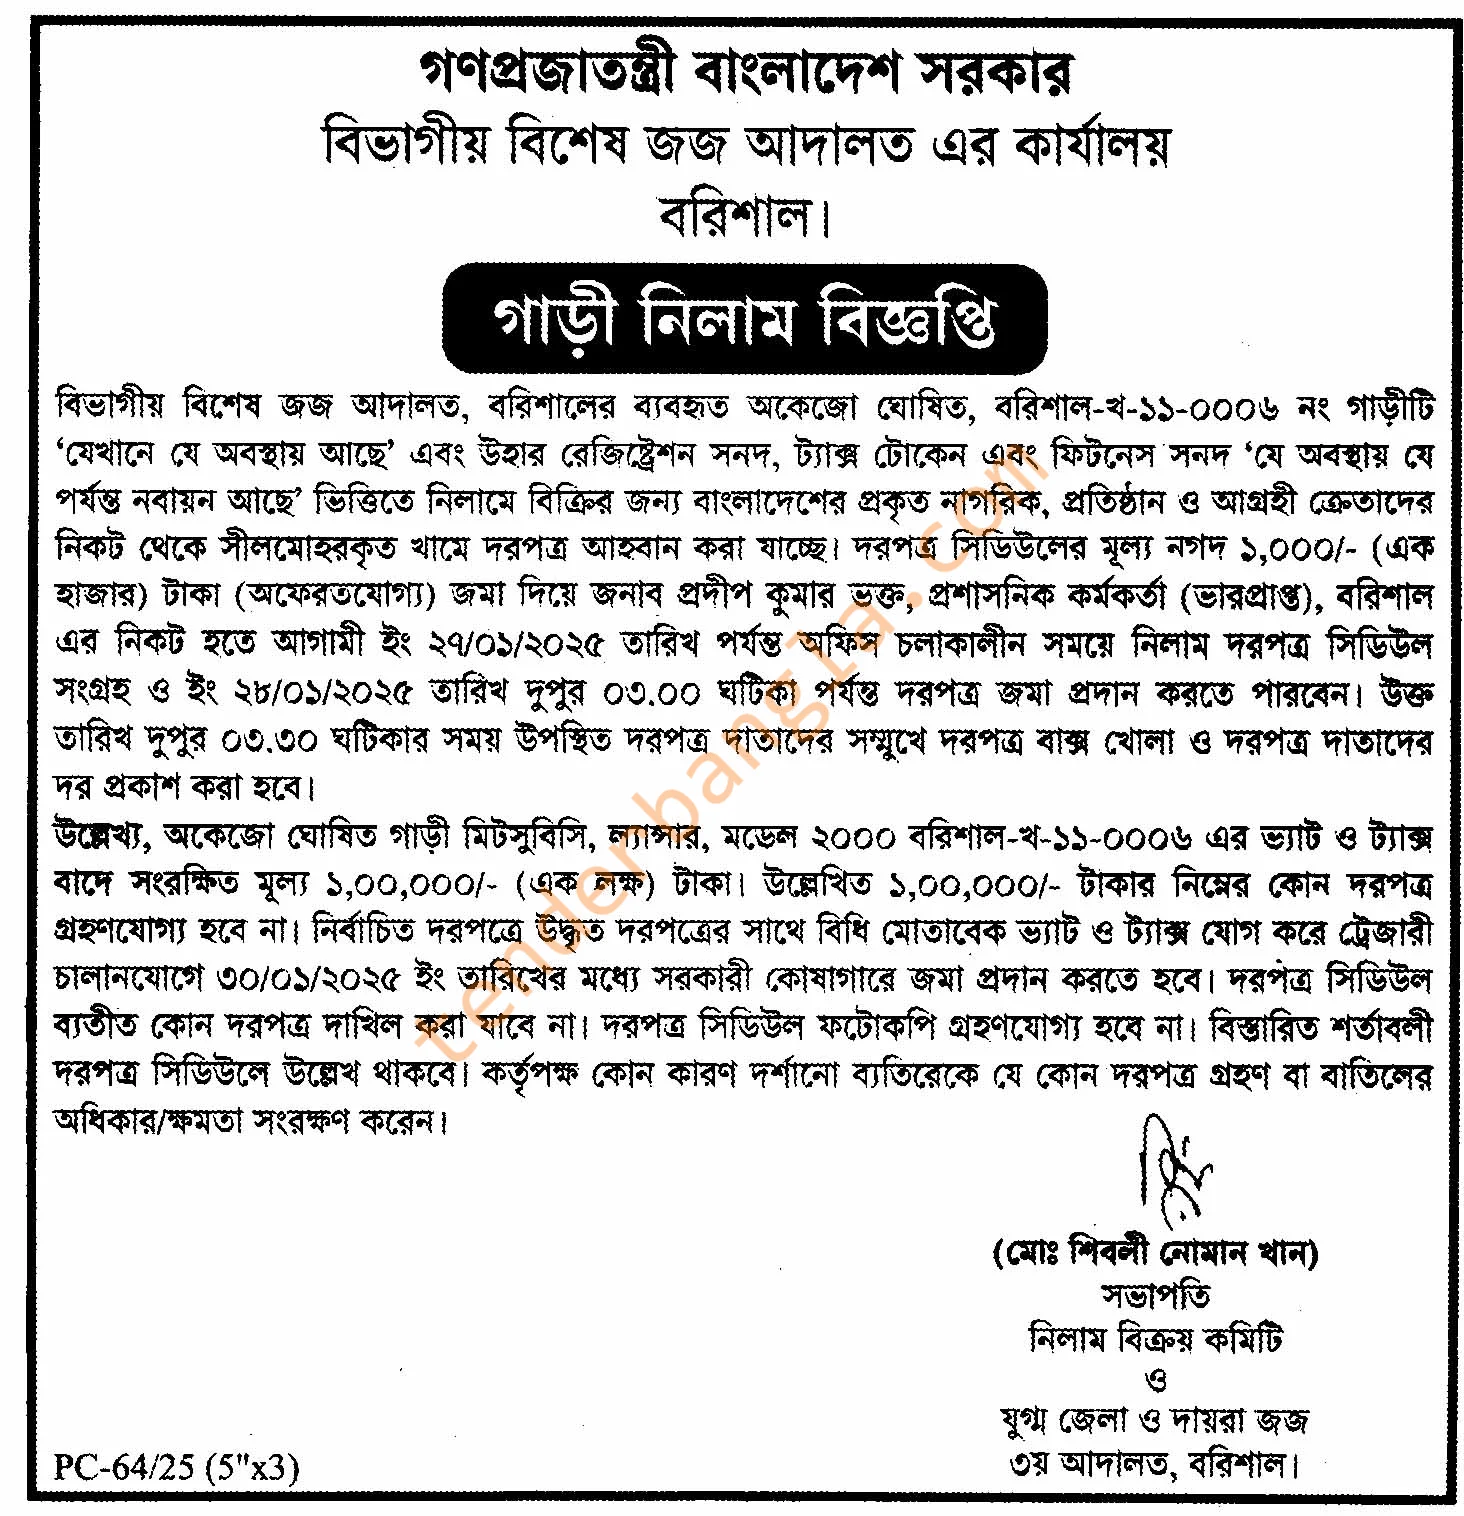 গণপ্রজাতন্ত্রী বাংলাদেশ সরকার
বিভাগীয় বিশেষ জজ আদালত এর কার্যালয়
বরিশাল।
গাড়ী নিলাম বিজ্ঞপ্তি
বিভাগীয় বিশেষ জজ আদালত, বরিশালের ব্যবহৃত অকেজো ঘোষিত, বরিশাল-খ-১১-০০০৬ নং গাড়ীটি
‘যেখানে যে অবস্থায় আছে’ এবং উহার রেজিষ্ট্রেশন সনদ, ট্যাক্স টোকেন এবং ফিটনেস সনদ ‘যে অবস্থায় যে
পর্যন্ত নবায়ন আছে’ ভিত্তিতে নিলামে বিক্রির জন্য বাংলাদেশের প্রকৃত নাগরিক, প্রতিষ্ঠান ও আগ্রহী ক্রেতাদের
নিকট থেকে সীলমোহরকৃত খামে দরপত্র আহবান করা যাচ্ছে। দরপত্র সিডিউলের মূল্য নগদ ১,০০০/- (এক
হাজার) টাকা (অফেরতযোগ্য) জমা দিয়ে জনাব প্রদীপ কুমার ভক্ত, প্রশাসনিক কর্মকর্তা (ভারপ্রাপ্ত), বরিশাল
এর নিকট হতে আগামী ইং ২৭/০১/২০২৫ তারিখ পর্যন্ত অফিস চলাকালীন সময়ে নিলাম দরপত্র সিডিউল
সংগ্রহ ও ইং ২৮/০১/২০২৫ তারিখ দুপুর ০৩.০০ ঘটিকা পর্যন্ত দরপত্র জমা প্রদান করতে পারবেন। উক্ত
তারিখ দুপুর ০৩.৩০ ঘটিকার সময় উপস্থিত দরপত্র দাতাদের সম্মুখে দরপত্র বাক্স খোলা ও দরপত্র দাতাদের
দর প্রকাশ করা হবে।
উল্লেখ্য, অকেজো ঘোষিত গাড়ী মিটসুবিসি, ল্যান্সার, মডেল ২০০০ বরিশাল-খ-১১-০০০৬ এর ভ্যাট ও ট্যাক্স
বাদে সংরক্ষিত মূল্য ১,০০,০০০/- (এক লক্ষ) টাকা। উল্লেখিত ১,০০,০০০/- টাকার নিম্নের কোন দরপত্র
গ্রহণযোগ্য হবে না। নির্বাচিত দরপত্রে উদ্ধৃত দরপত্রের সাথে বিধি মোতাবেক ভ্যাট ও ট্যাক্স যোগ করে ট্রেজারী
চালানযোগে ৩০/০১/২০২৫ ইং তারিখের মধ্যে সরকারী কোষাগারে জমা প্রদান করতে হবে। দরপত্র সিডিউল
ব্যতীত কোন দরপত্র দাখিল করা যাবে না। দরপত্র সিডিউল ফটোকপি গ্রহণযোগ্য হবে না। বিস্তারিত শর্তাবলী
দরপত্র সিডিউলে উল্লেখ থাকবে। কর্তৃপক্ষ কোন কারণ দর্শানো ব্যতিরেকে যে কোন দরপত্র গ্রহণ বা বাতিলের
অধিকার/ক্ষমতা সংরক্ষণ করেন।
(মোঃ শিবলী নোমান খান)
সভাপতি
নিলাম বিক্রয় কমিটি
ও
যুগ্ম জেলা ও দায়রা জজ
৩য় আদালত, বরিশাল।
PC-64/25 (5"x3)
tenderbangla.com